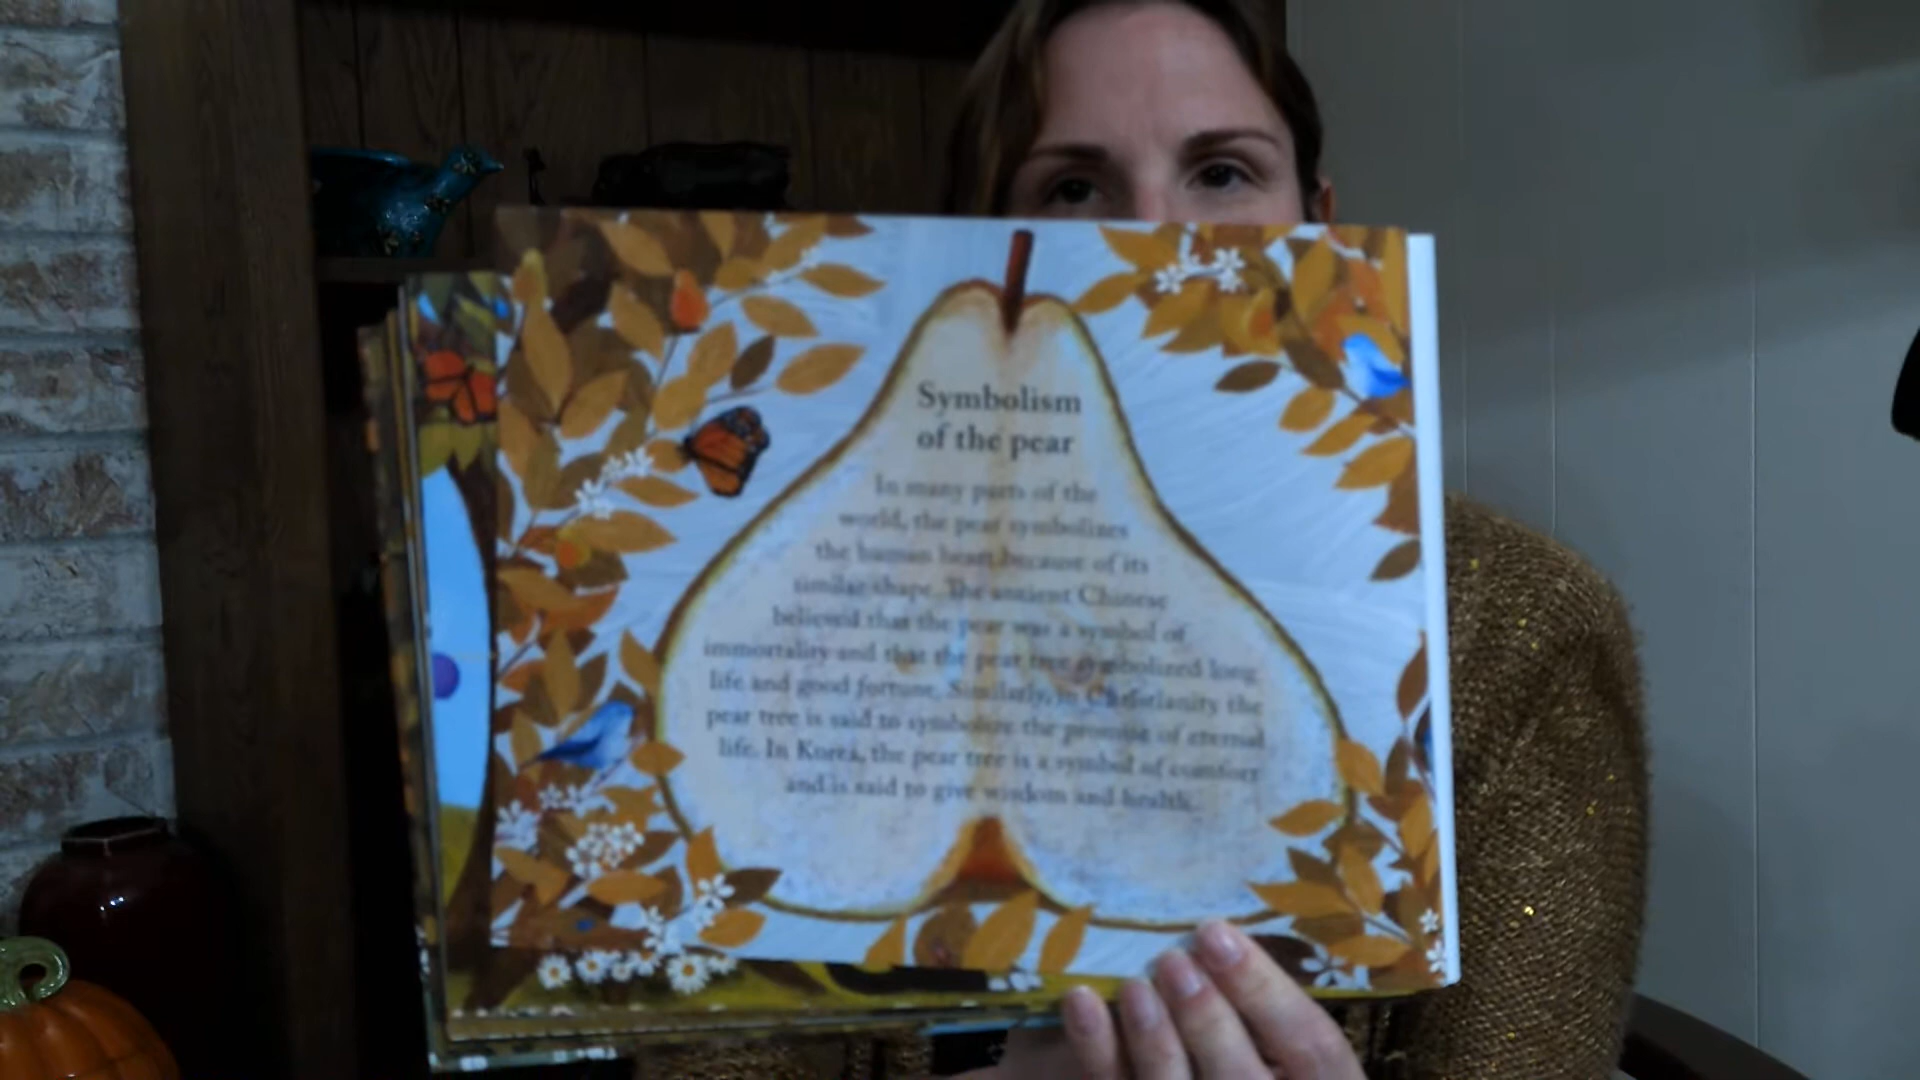 Symbolism
of the pear
In many parts of the
world, the pear symbolizes
the human heart because of its
similar shape. The ancient Chinese
believed that the pear was a symbol of
immortality and that the pear tree symbolized long
life and good fortune. Similarly, in Christianity the
pear tree is said to symbolize the promise of eternal
life. In Korea, the pear tree is a symbol of comfort
and is said to give wisdom and health.